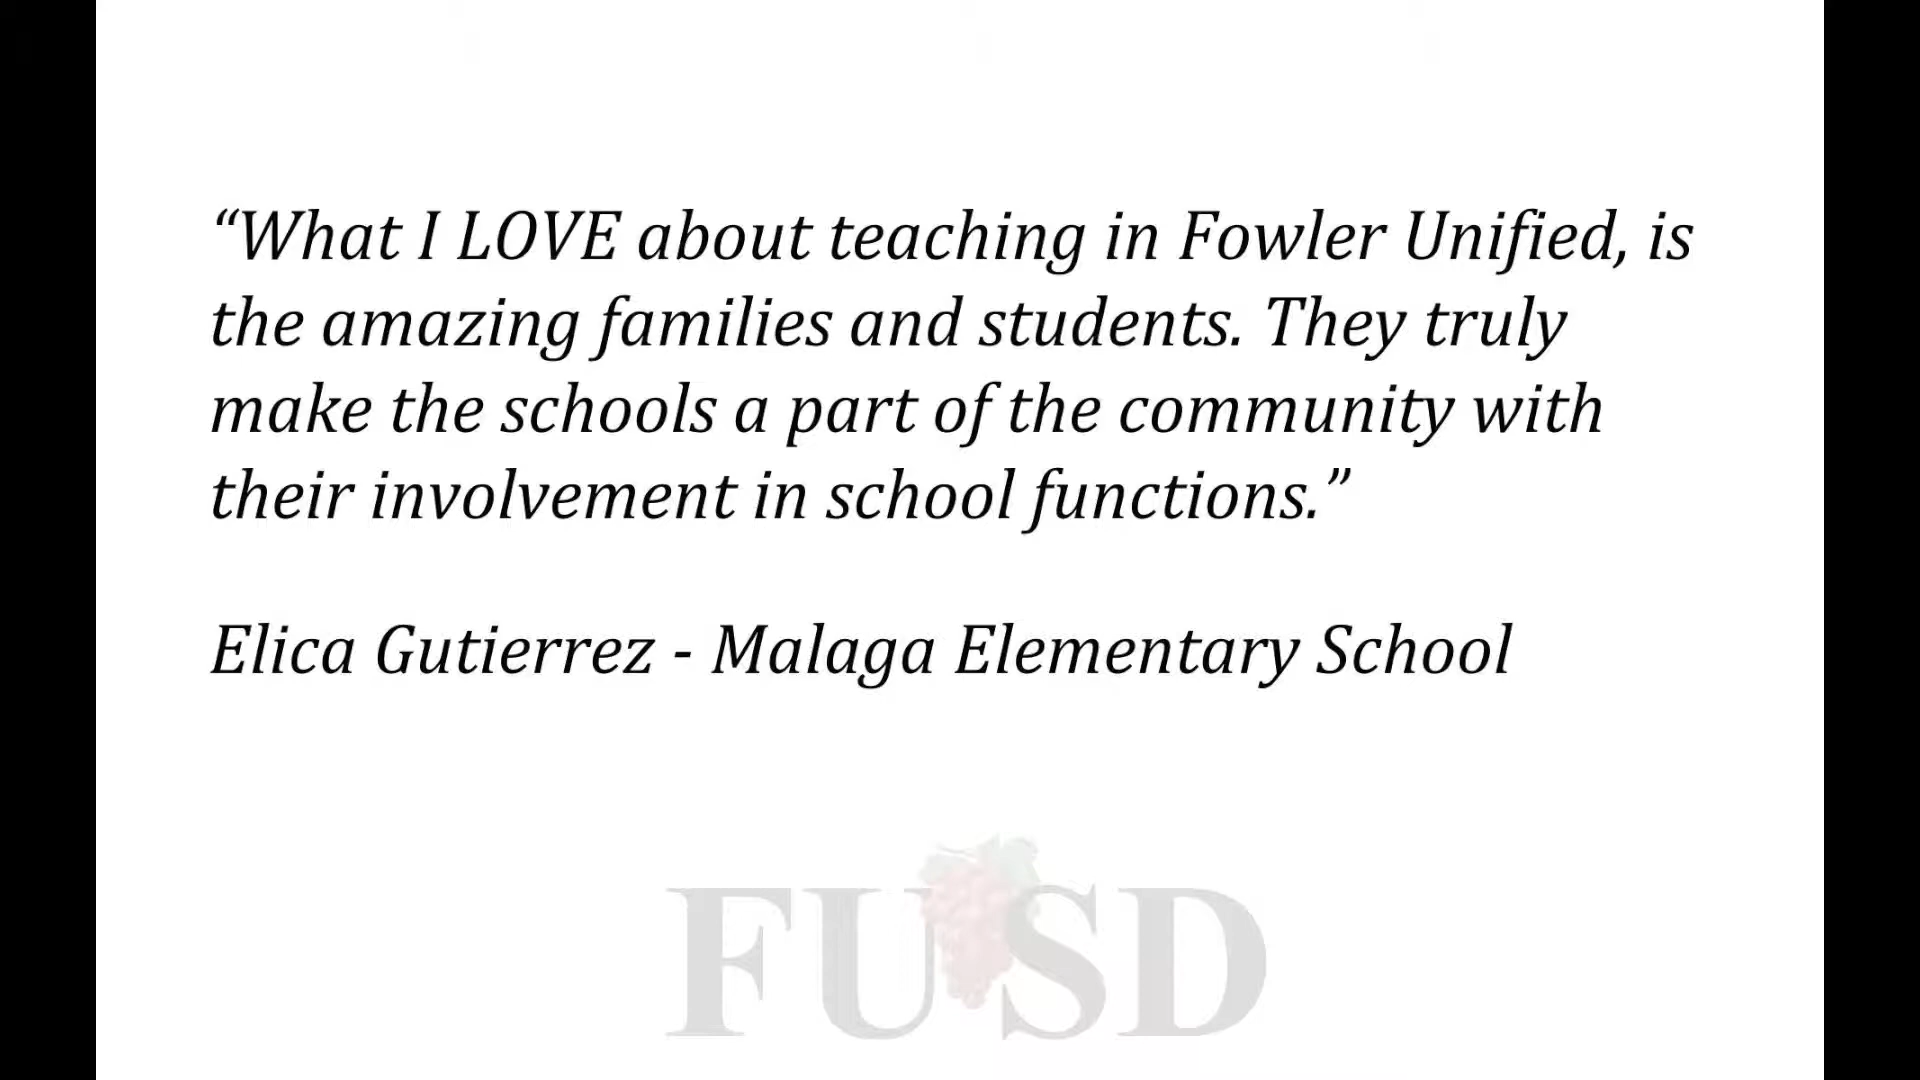 “What I LOVE about teaching in Fowler Unified, is
the amazing families and students. They truly
make the schools a part of the community with
their involvement in school functions.”
Elica Gutierrez - Malaga Elementary School
FUSD